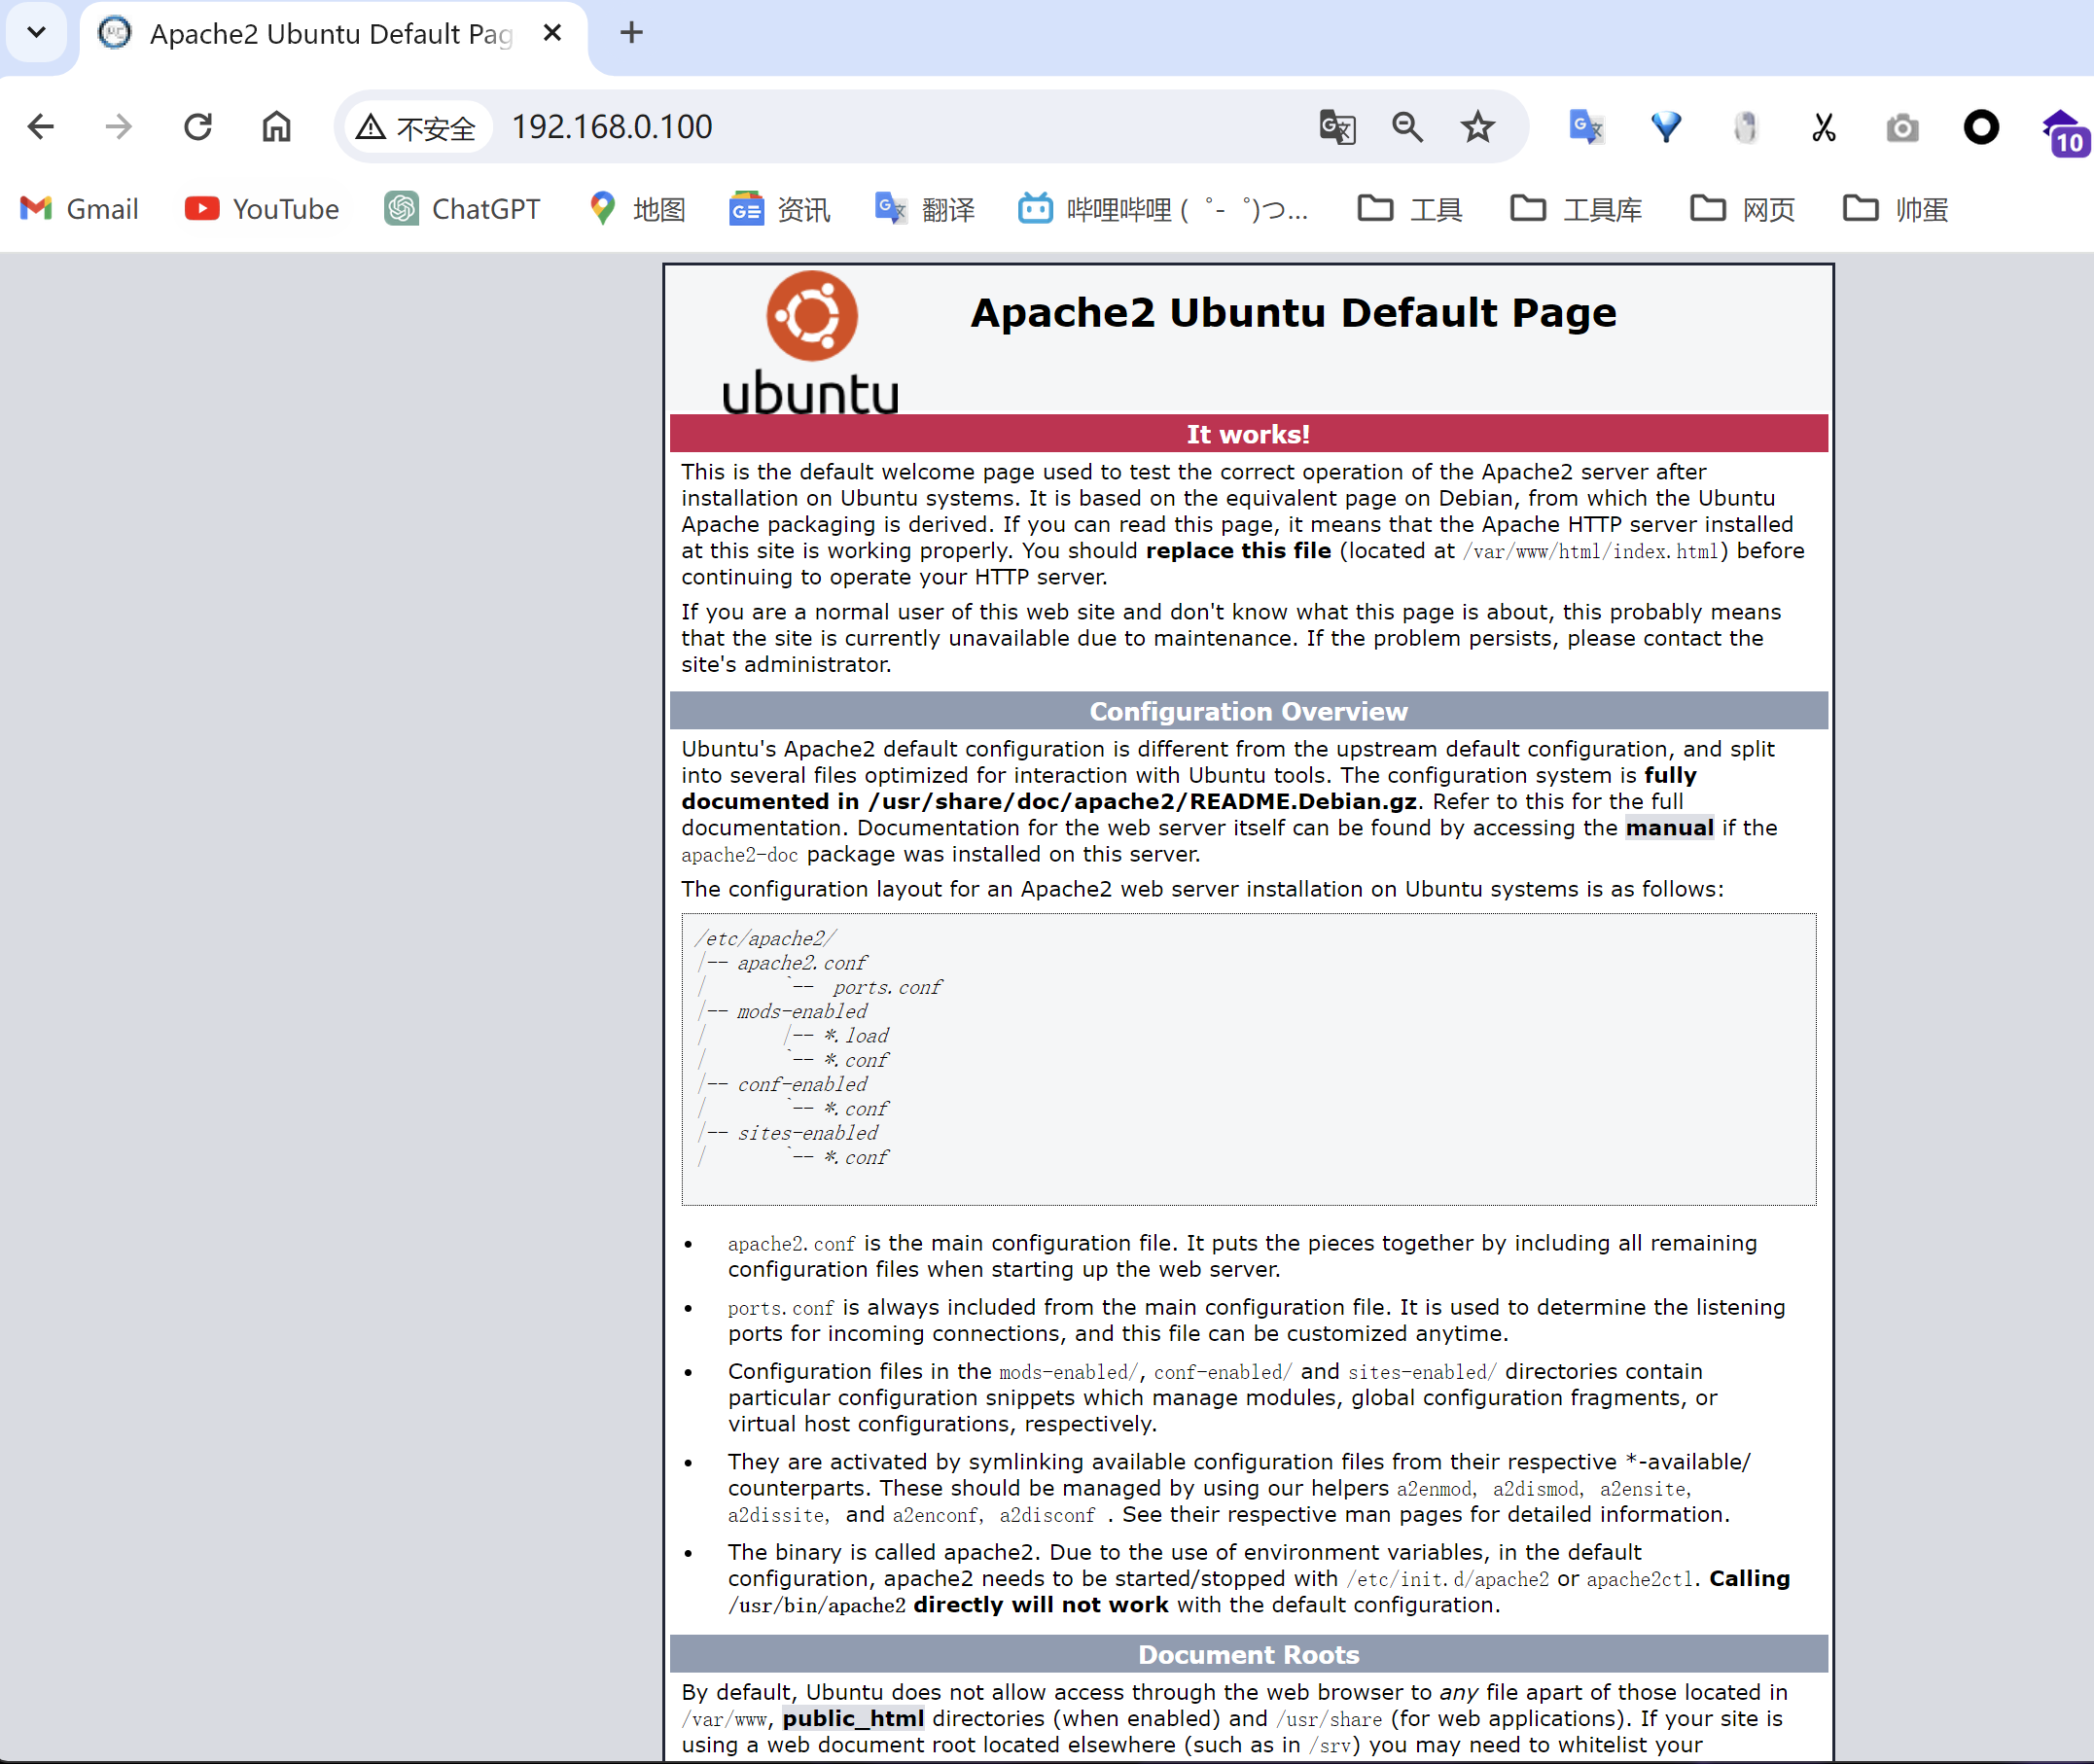 Apache2 Ubuntu Default Pag
不安全
192.168.0.100
10
Gmail
YouTube
ChatGPT
地图
资讯
翻译
哔哩哔哩 ( ゜- ゜)つ...
工具
工具库
网页
帅蛋
ubuntu
Apache2 Ubuntu Default Page
It works!
This is the default welcome page used to test the correct operation of the Apache2 server after
installation on Ubuntu systems. It is based on the equivalent page on Debian, from which the Ubuntu
Apache packaging is derived. If you can read this page, it means that the Apache HTTP server installed
at this site is working properly. You should replace this file (located at /var/www/html/index.html) before
continuing to operate your HTTP server.
If you are a normal user of this web site and don't know what this page is about, this probably means
that the site is currently unavailable due to maintenance. If the problem persists, please contact the
site's administrator.
Configuration Overview
Ubuntu's Apache2 default configuration is different from the upstream default configuration, and split
into several files optimized for interaction with Ubuntu tools. The configuration system is fully
documented in /usr/share/doc/apache2/README.Debian.gz. Refer to this for the full
documentation. Documentation for the web server itself can be found by accessing the manual if the
apache2-doc package was installed on this server.
The configuration layout for an Apache2 web server installation on Ubuntu systems is as follows:
/etc/apache2/
|-- apache2.conf
|       `--  ports.conf
|-- mods-enabled
|       |-- *.load
|       `-- *.conf
|-- conf-enabled
|       `-- *.conf
|-- sites-enabled
|       `-- *.conf
• apache2.conf is the main configuration file. It puts the pieces together by including all remaining
configuration files when starting up the web server.
• ports.conf is always included from the main configuration file. It is used to determine the listening
ports for incoming connections, and this file can be customized anytime.
• Configuration files in the mods-enabled/, conf-enabled/ and sites-enabled/ directories contain
particular configuration snippets which manage modules, global configuration fragments, or
virtual host configurations, respectively.
• They are activated by symlinking available configuration files from their respective *-available/
counterparts. These should be managed by using our helpers a2enmod, a2dismod, a2ensite,
a2dissite, and a2enconf, a2disconf . See their respective man pages for detailed information.
• The binary is called apache2. Due to the use of environment variables, in the default
configuration, apache2 needs to be started/stopped with /etc/init.d/apache2 or apache2ctl. Calling
/usr/bin/apache2 directly will not work with the default configuration.
Document Roots
By default, Ubuntu does not allow access through the web browser to any file apart of those located in
/var/www, public_html directories (when enabled) and /usr/share (for web applications). If your site is
using a web document root located elsewhere (such as in /srv) you may need to whitelist your